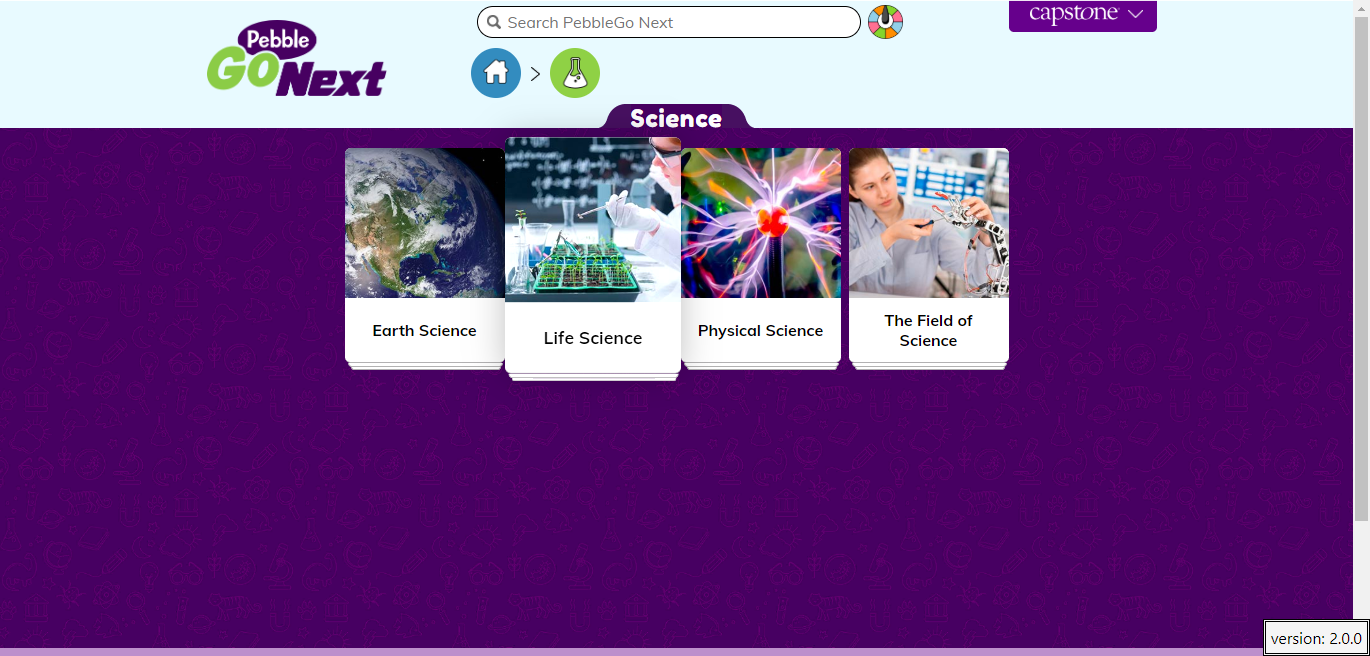 Pebble
GO Next
Search PebbleGo Next
capstone
Science
Earth Science
Life Science
Physical Science
The Field of
Science
version: 2.0.0